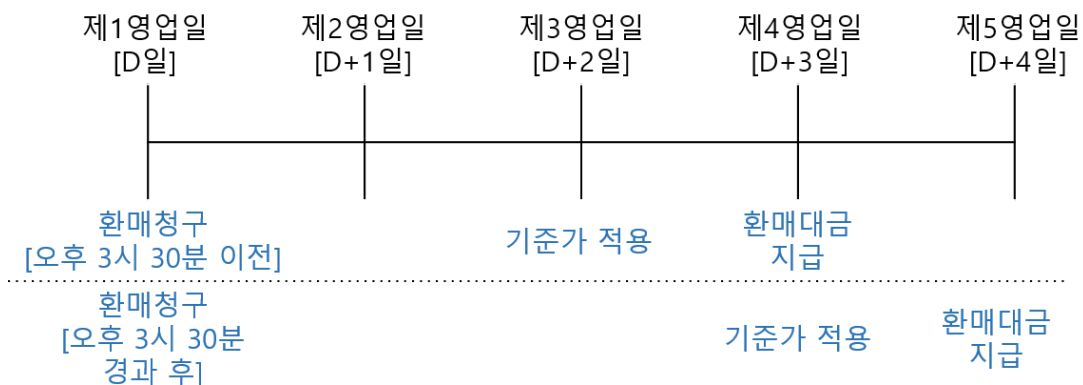 제1영업일 제2영업일 제3영업일 제4영업일 제5영업일
[D일] [D+1일] [D+2일] [D+3일] [D+4일]
환매청구
[오후 3시 30분 이전]
기준가 적용
환매대금
지급
환매청구
[오후 3시 30분
경과 후]
기준가 적용
환매대금
지급